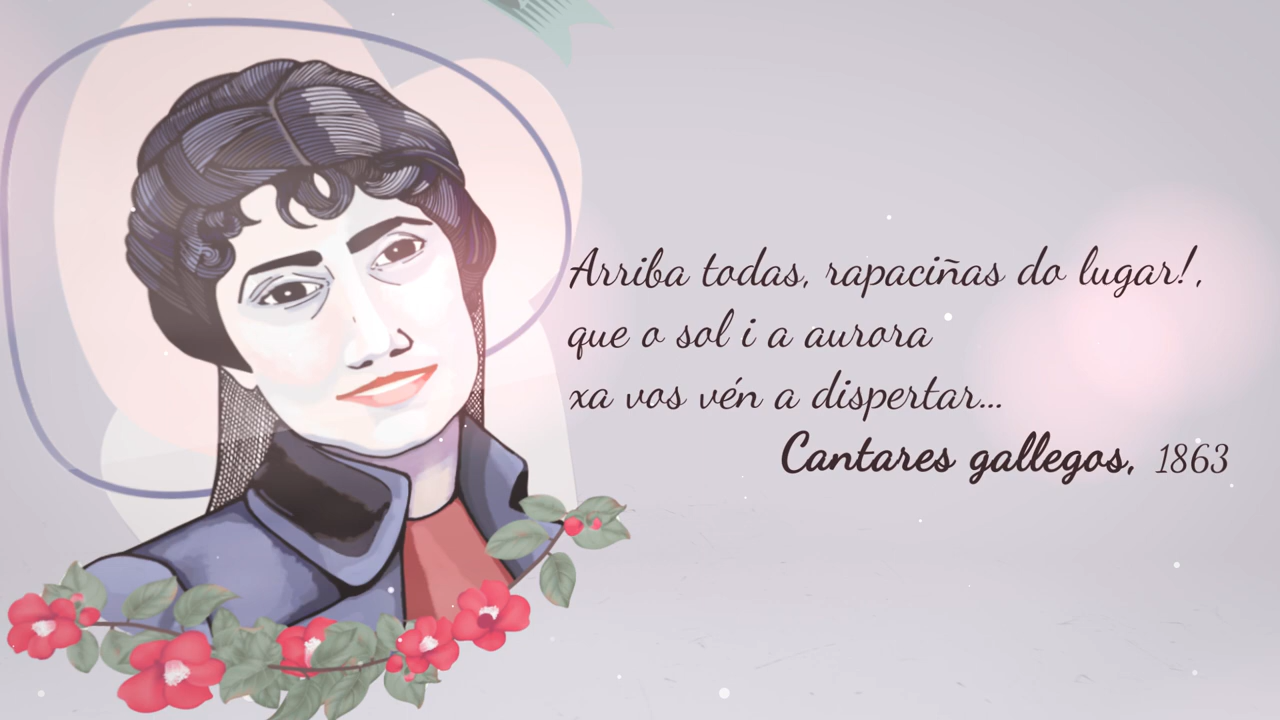 Arriba todas, rapaciñas do lugar!,
que o sol i a aurora
xa vos vén a dispertar...
Cantares gallegos, 1863